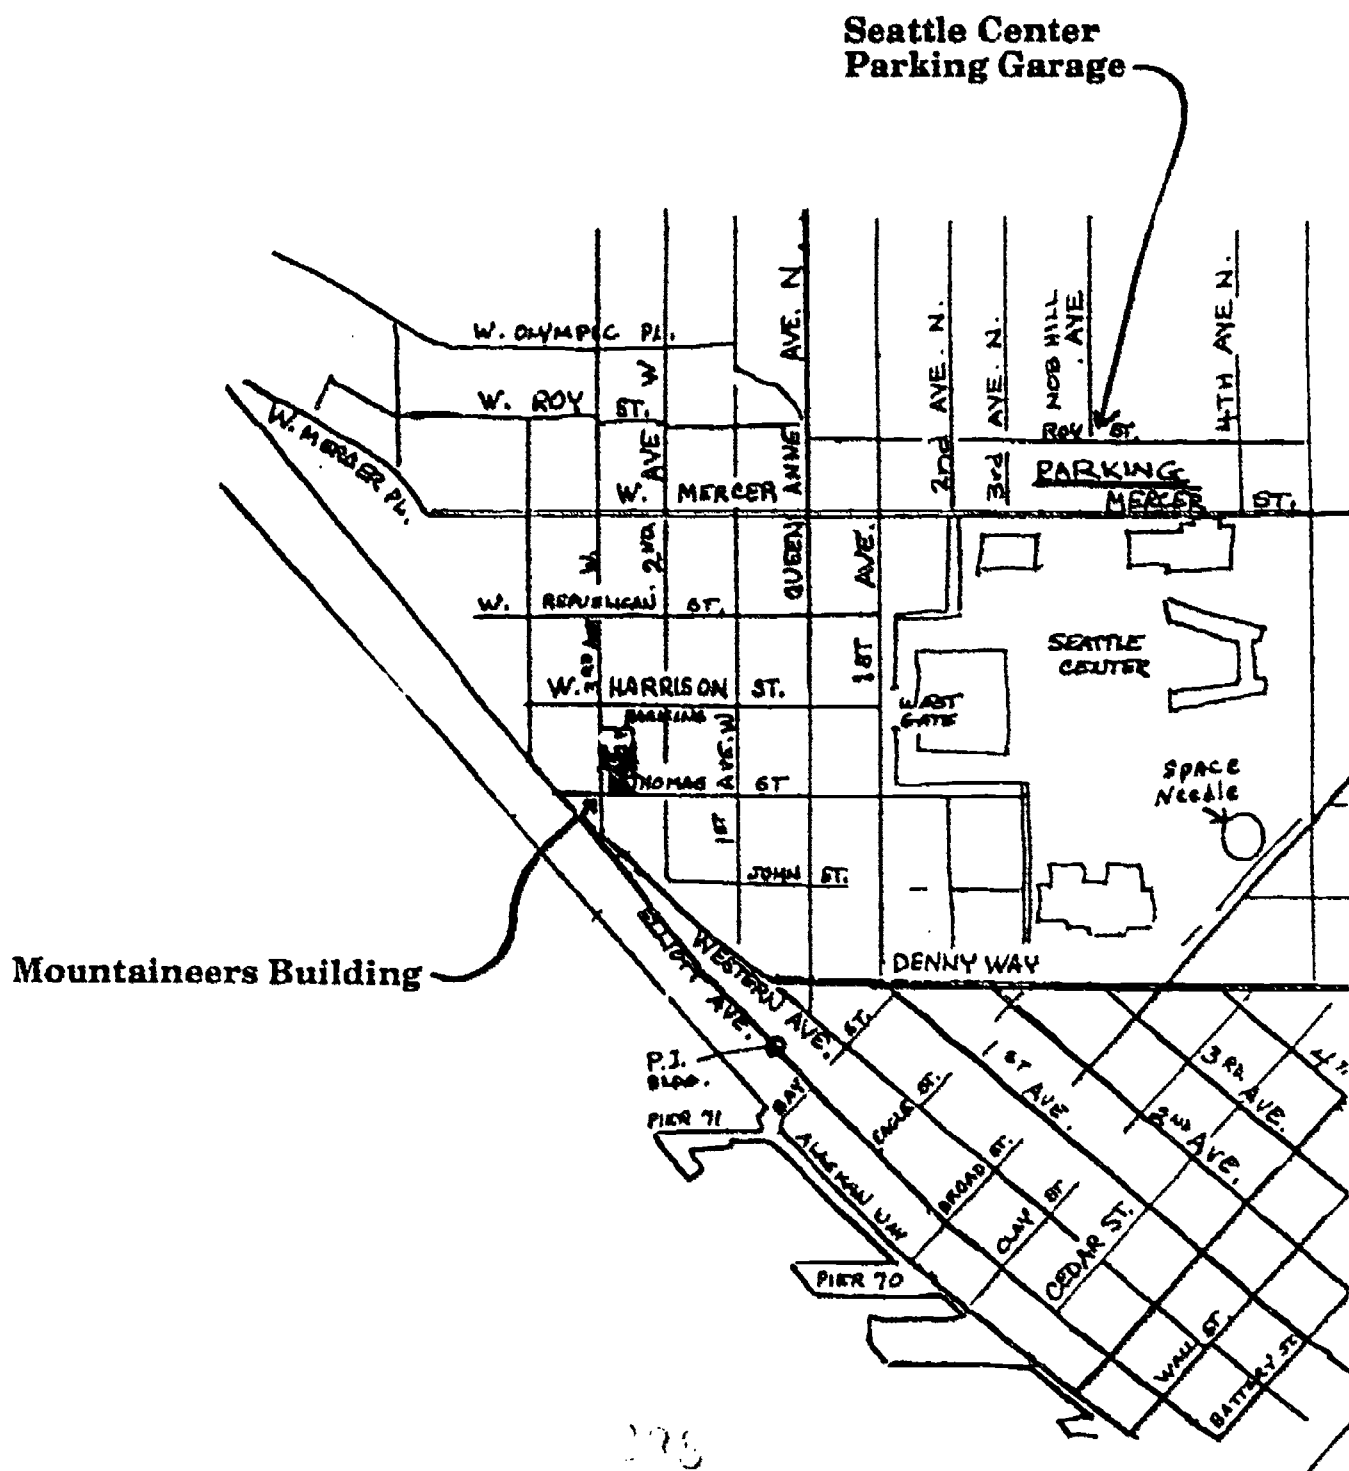 Seattle Center
Parking Garage
W. OLYMPIC PL.
W. ROY ST.
W. MERCER PL.
W. MERCER
2ND AVE W
QUEEN ANNE AVE. N.
1ST AVE.
2nd AVE. N.
3rd AVE. N.
NOB HILL
AVE.
4TH AVE N.
ROY ST.
PARKING
MERCER ST.
W. REPUBLICAN ST.
3RD AVE W.
W. HARRISON ST.
PARKING
1ST AVE. W
THOMAS ST
JOHN ST.
SEATTLE
CENTER
GATE
SPACE
Needle
DENNY WAY
Mountaineers Building
ELLIOTT AVE.
WESTERN AVE.
P.I.
BLDG.
PIER 71
BAY ST.
ALASKAN WAY
EAGLE ST.
BROAD ST.
CLAY ST
CEDAR ST.
PIER 70
1ST AVE.
2ND AVE.
3RD AVE.
WALL ST
BATTERY ST.